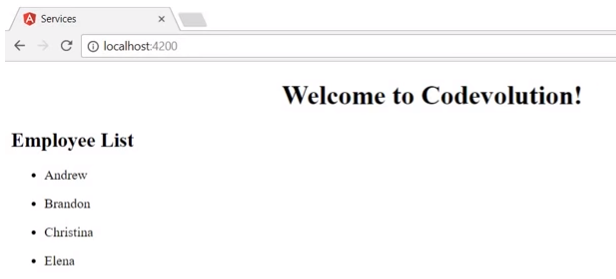 Services
localhost:4200
Welcome to Codevolution!
Employee List
Andrew
Brandon
Christina
Elena